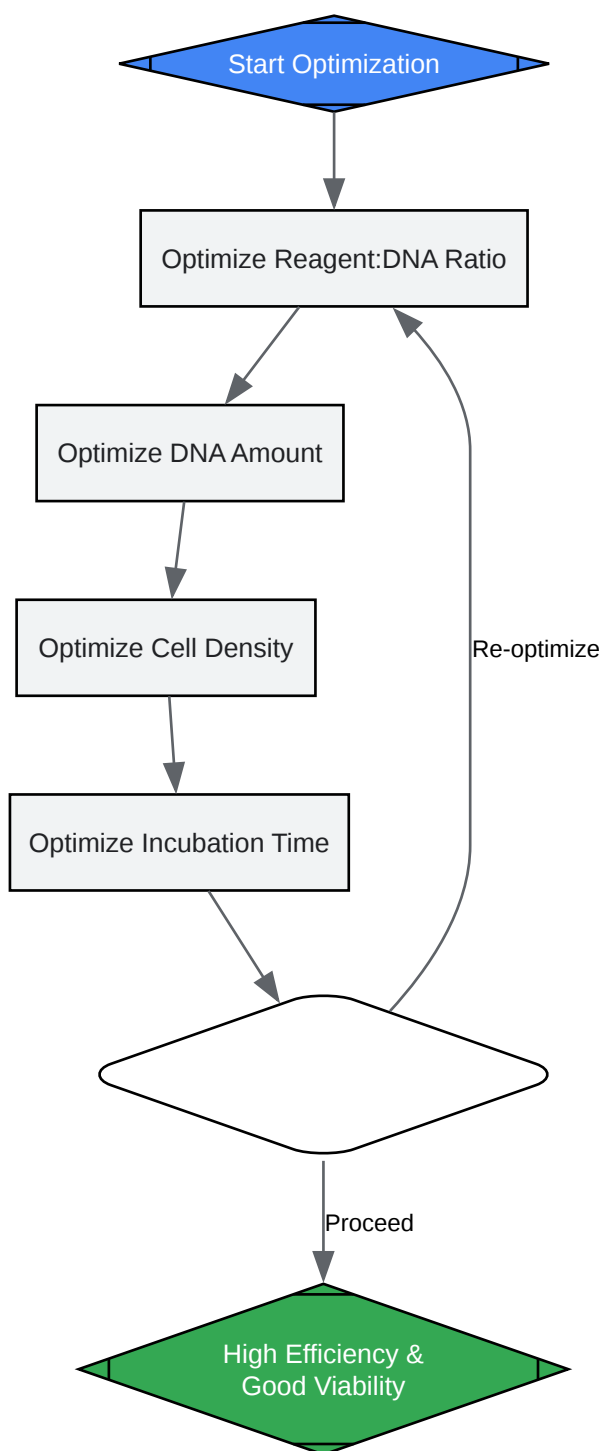 Start Optimization
Optimize Reagent:DNA Ratio
Optimize DNA Amount
Optimize Cell Density
Re-optimize
Optimize Incubation Time
Proceed
High Efficiency &
Good Viability